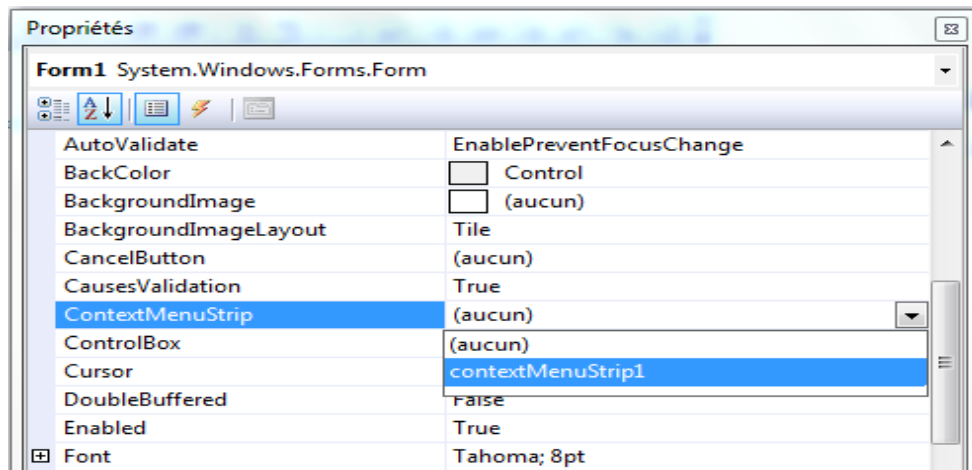 Propriétés
Form1 System.Windows.Forms.Form
AutoValidate EnablePreventFocusChange
BackColor Control
BackgroundImage (aucun)
BackgroundImageLayout Tile
CancelButton (aucun)
CausesValidation True
ContextMenuStrip (aucun)
ControlBox (aucun)
Cursor contextMenuStrip1
DoubleBuffered False
Enabled True
Font Tahoma; 8pt